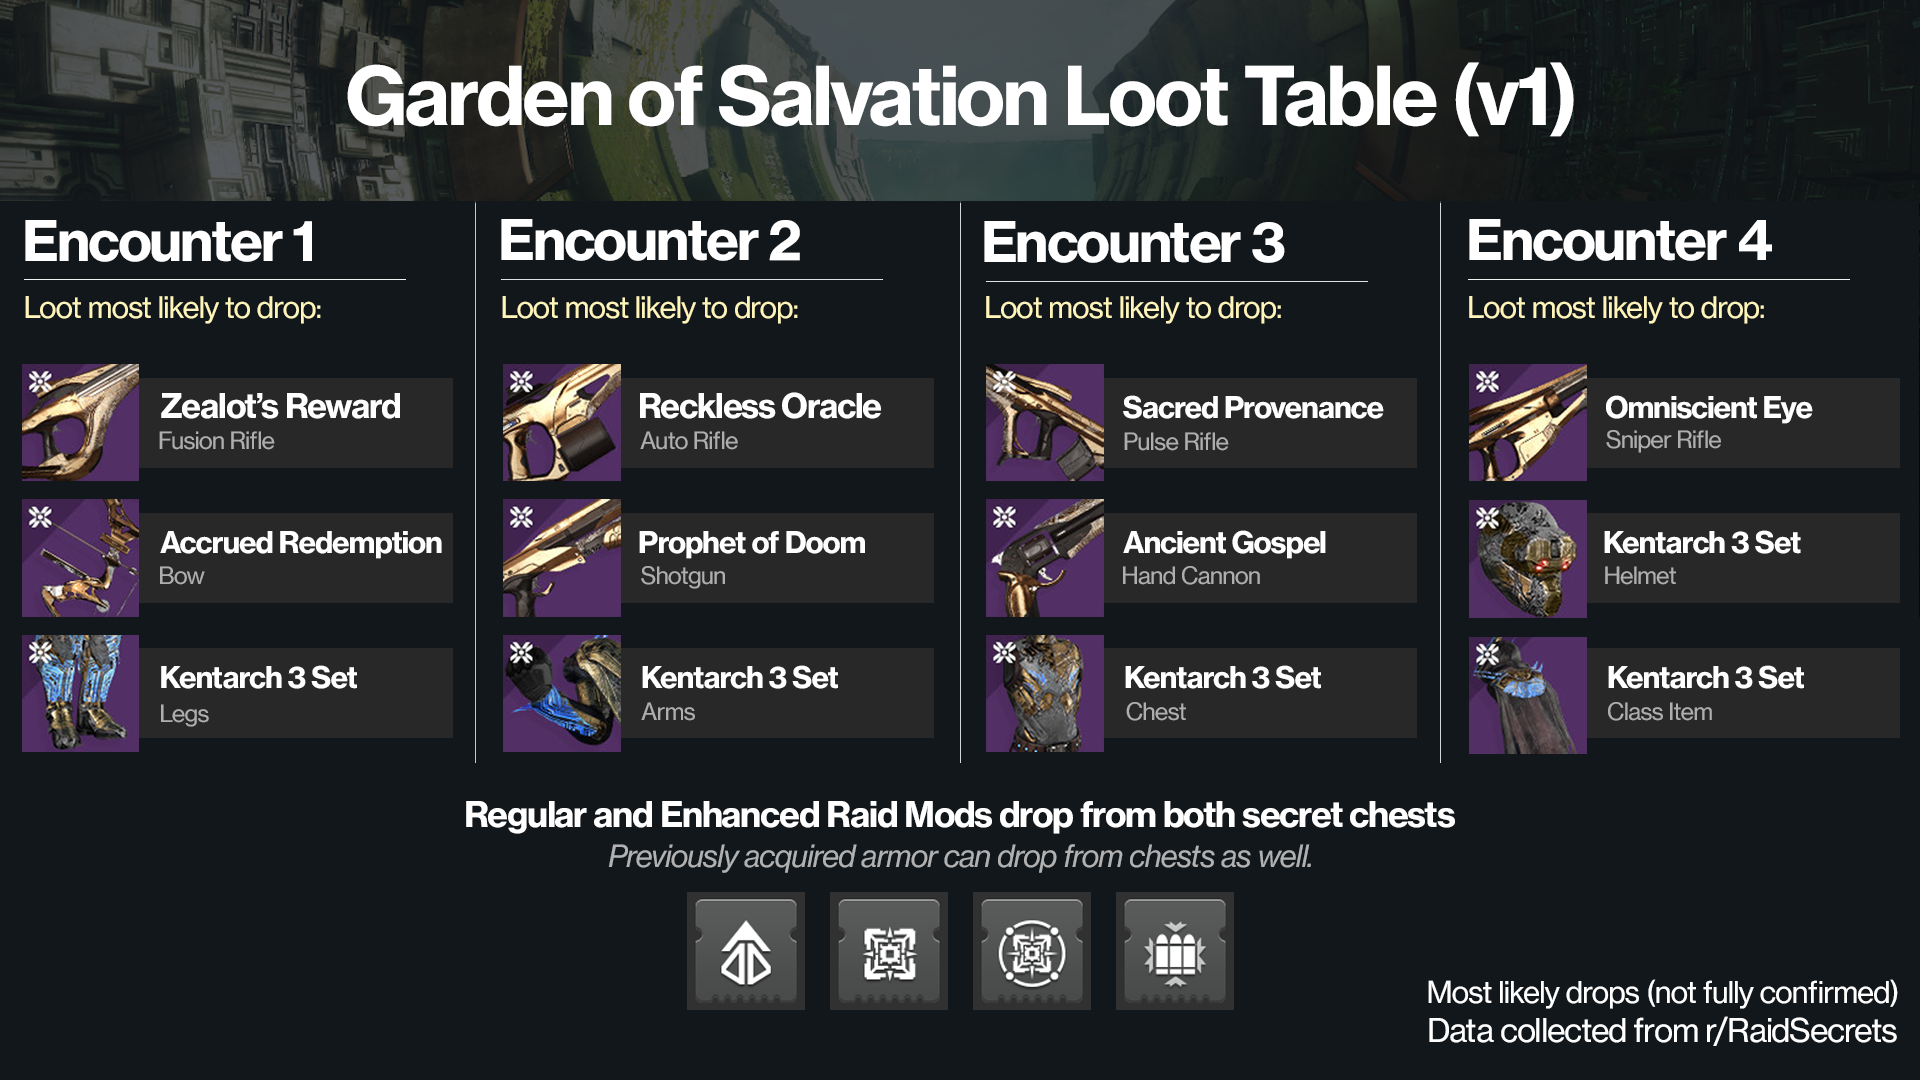 Garden of Salvation Loot Table (v1)
Encounter 1
Loot most likely to drop:
Zealot's Reward
Fusion Rifle
Accrued Redemption
Bow
Kentarch 3 Set
Legs
Encounter 2
Loot most likely to drop:
Reckless Oracle
Auto Rifle
Prophet of Doom
Shotgun
Kentarch 3 Set
Arms
Encounter 3
Loot most likely to drop:
Sacred Provenance
Pulse Rifle
Ancient Gospel
Hand Cannon
Kentarch 3 Set
Chest
Encounter 4
Loot most likely to drop:
Omniscient Eye
Sniper Rifle
Kentarch 3 Set
Helmet
Kentarch 3 Set
Class Item
Regular and Enhanced Raid Mods drop from both secret chests
Previously acquired armor can drop from chests as well.
Most likely drops (not fully confirmed)
Data collected from r/RaidSecrets